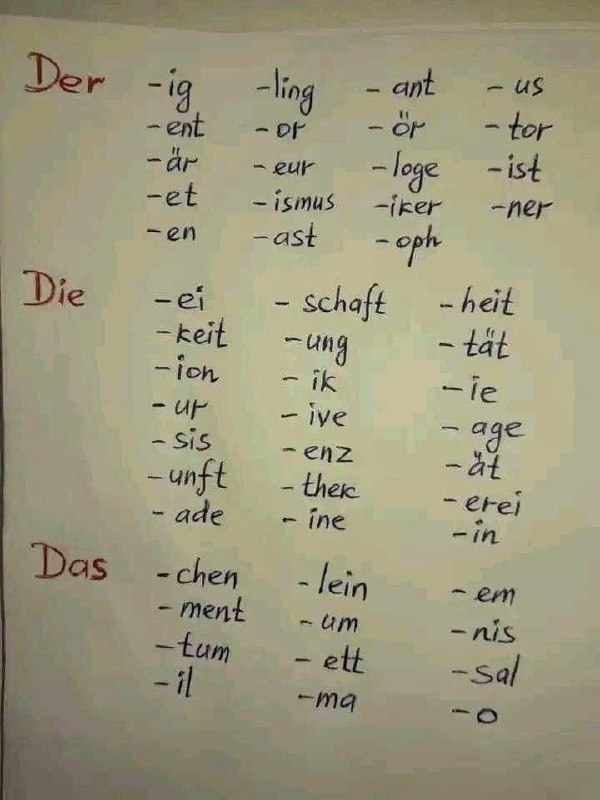 Der -ig -ling - ant - us
-ent - or - ör - tor
-är - eur - loge - ist
-et - ismus -iker -ner
-en - ast - oph
Die -ei - schaft - heit
-keit -ung - tät
-ion - ik - ie
- ur - ive - age
- sis - enz - ät
- unft - thek - erei
- ade - ine - in
Das - chen - lein - em
- ment - um - nis
- tum - ett - sal
- il - ma - o